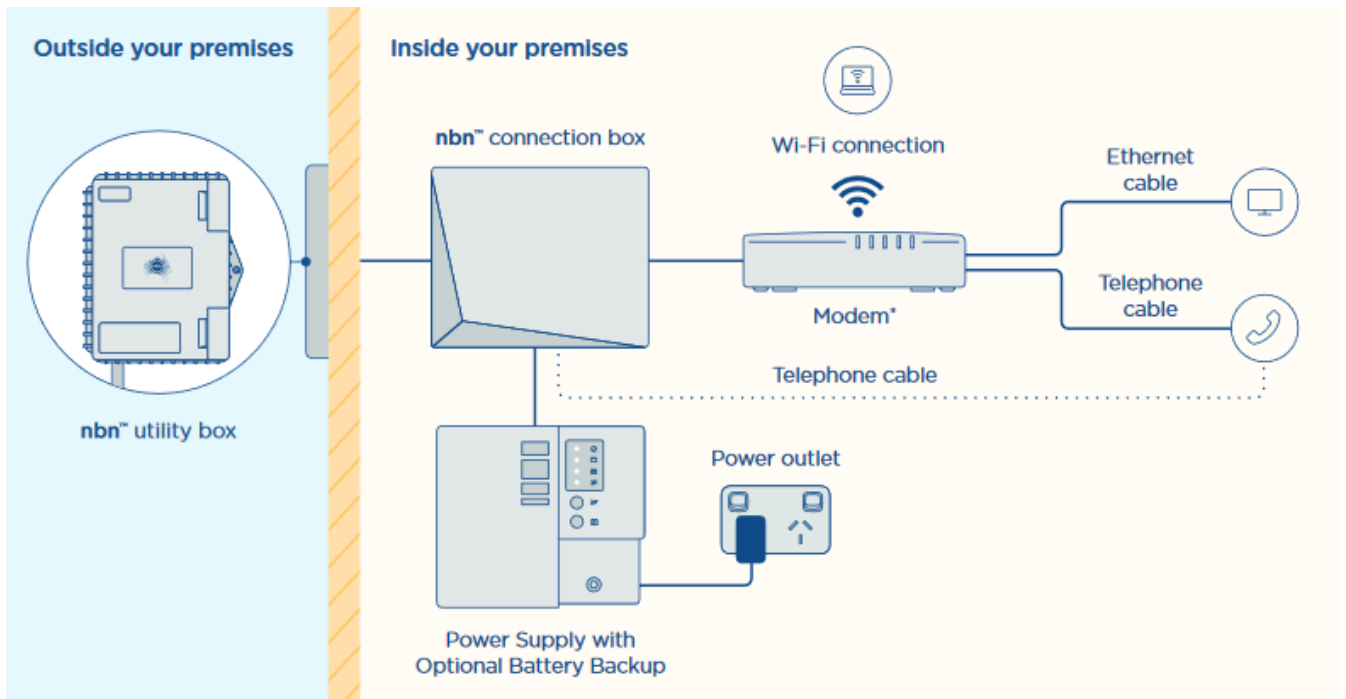 Outside your premises
Inside your premises
nbn™ connection box
Wi-Fi connection
Ethernet
cable
Modem*
Telephone
cable
Telephone cable
nbn™ utility box
Power outlet
Power Supply with
Optional Battery Backup